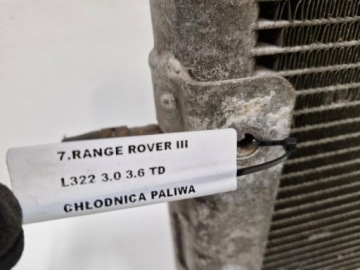 7.RANGE ROVER III
L322 3.0 3.6 TD
CHŁODNICA PALIWA